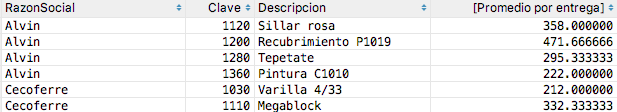 RazonSocial Clave Descripcion [Promedio por entrega]
Alvin 1120 Sillar rosa 358.000000
Alvin 1200 Recubrimiento P1019 471.666666
Alvin 1280 Tepetate 295.333333
Alvin 1360 Pintura C1010 222.000000
Cecoferre 1030 Varilla 4/33 212.000000
Cecoferre 1110 Megablock 332.333333